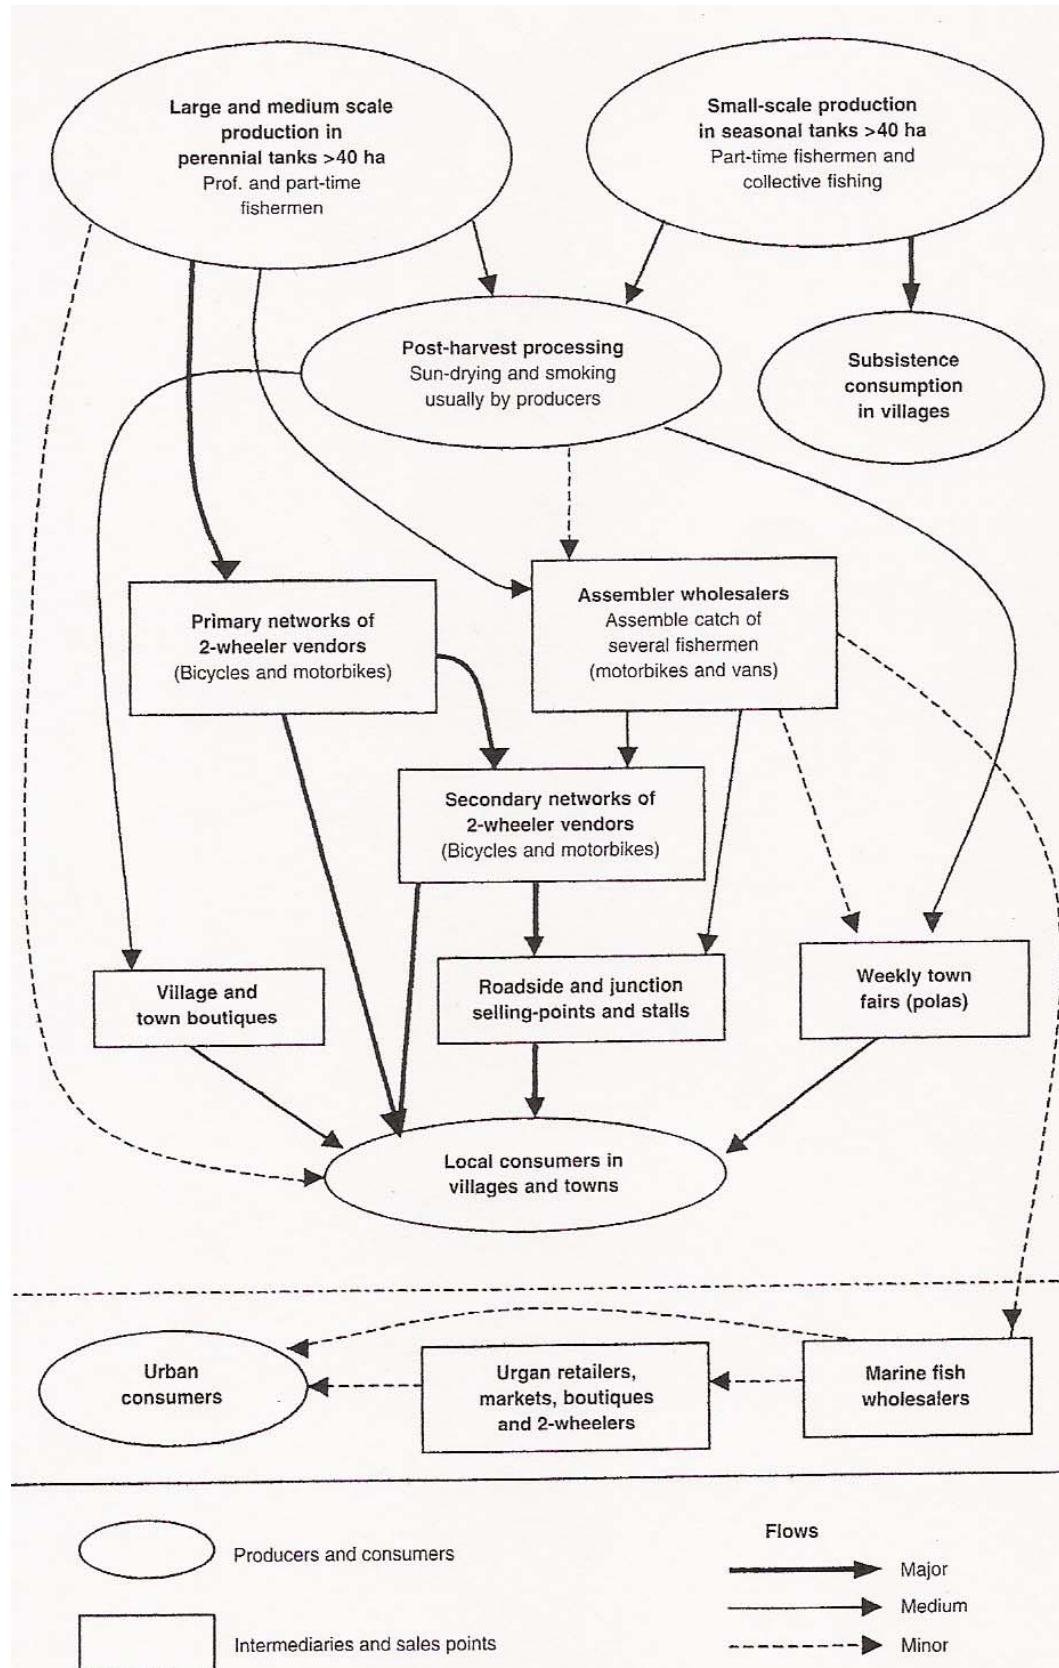 Large and medium scale
production in
perennial tanks >40 ha
Prof. and part-time
fishermen
Small-scale production
in seasonal tanks >40 ha
Part-time fishermen and
collective fishing
Post-harvest processing
Sun-drying and smoking
usually by producers
Subsistence
consumption
in villages
Primary networks of
2-wheeler vendors
(Bicycles and motorbikes)
Assembler wholesalers
Assemble catch of
several fishermen
(motorbikes and vans)
Secondary networks of
2-wheeler vendors
(Bicycles and motorbikes)
Village and
town boutiques
Roadside and junction
selling-points and stalls
Weekly town
fairs (polas)
Local consumers in
villages and towns
Urban
consumers
Urgan retailers,
markets, boutiques
and 2-wheelers
Marine fish
wholesalers
Producers and consumers
Intermediaries and sales points
Flows
Major
Medium
Minor